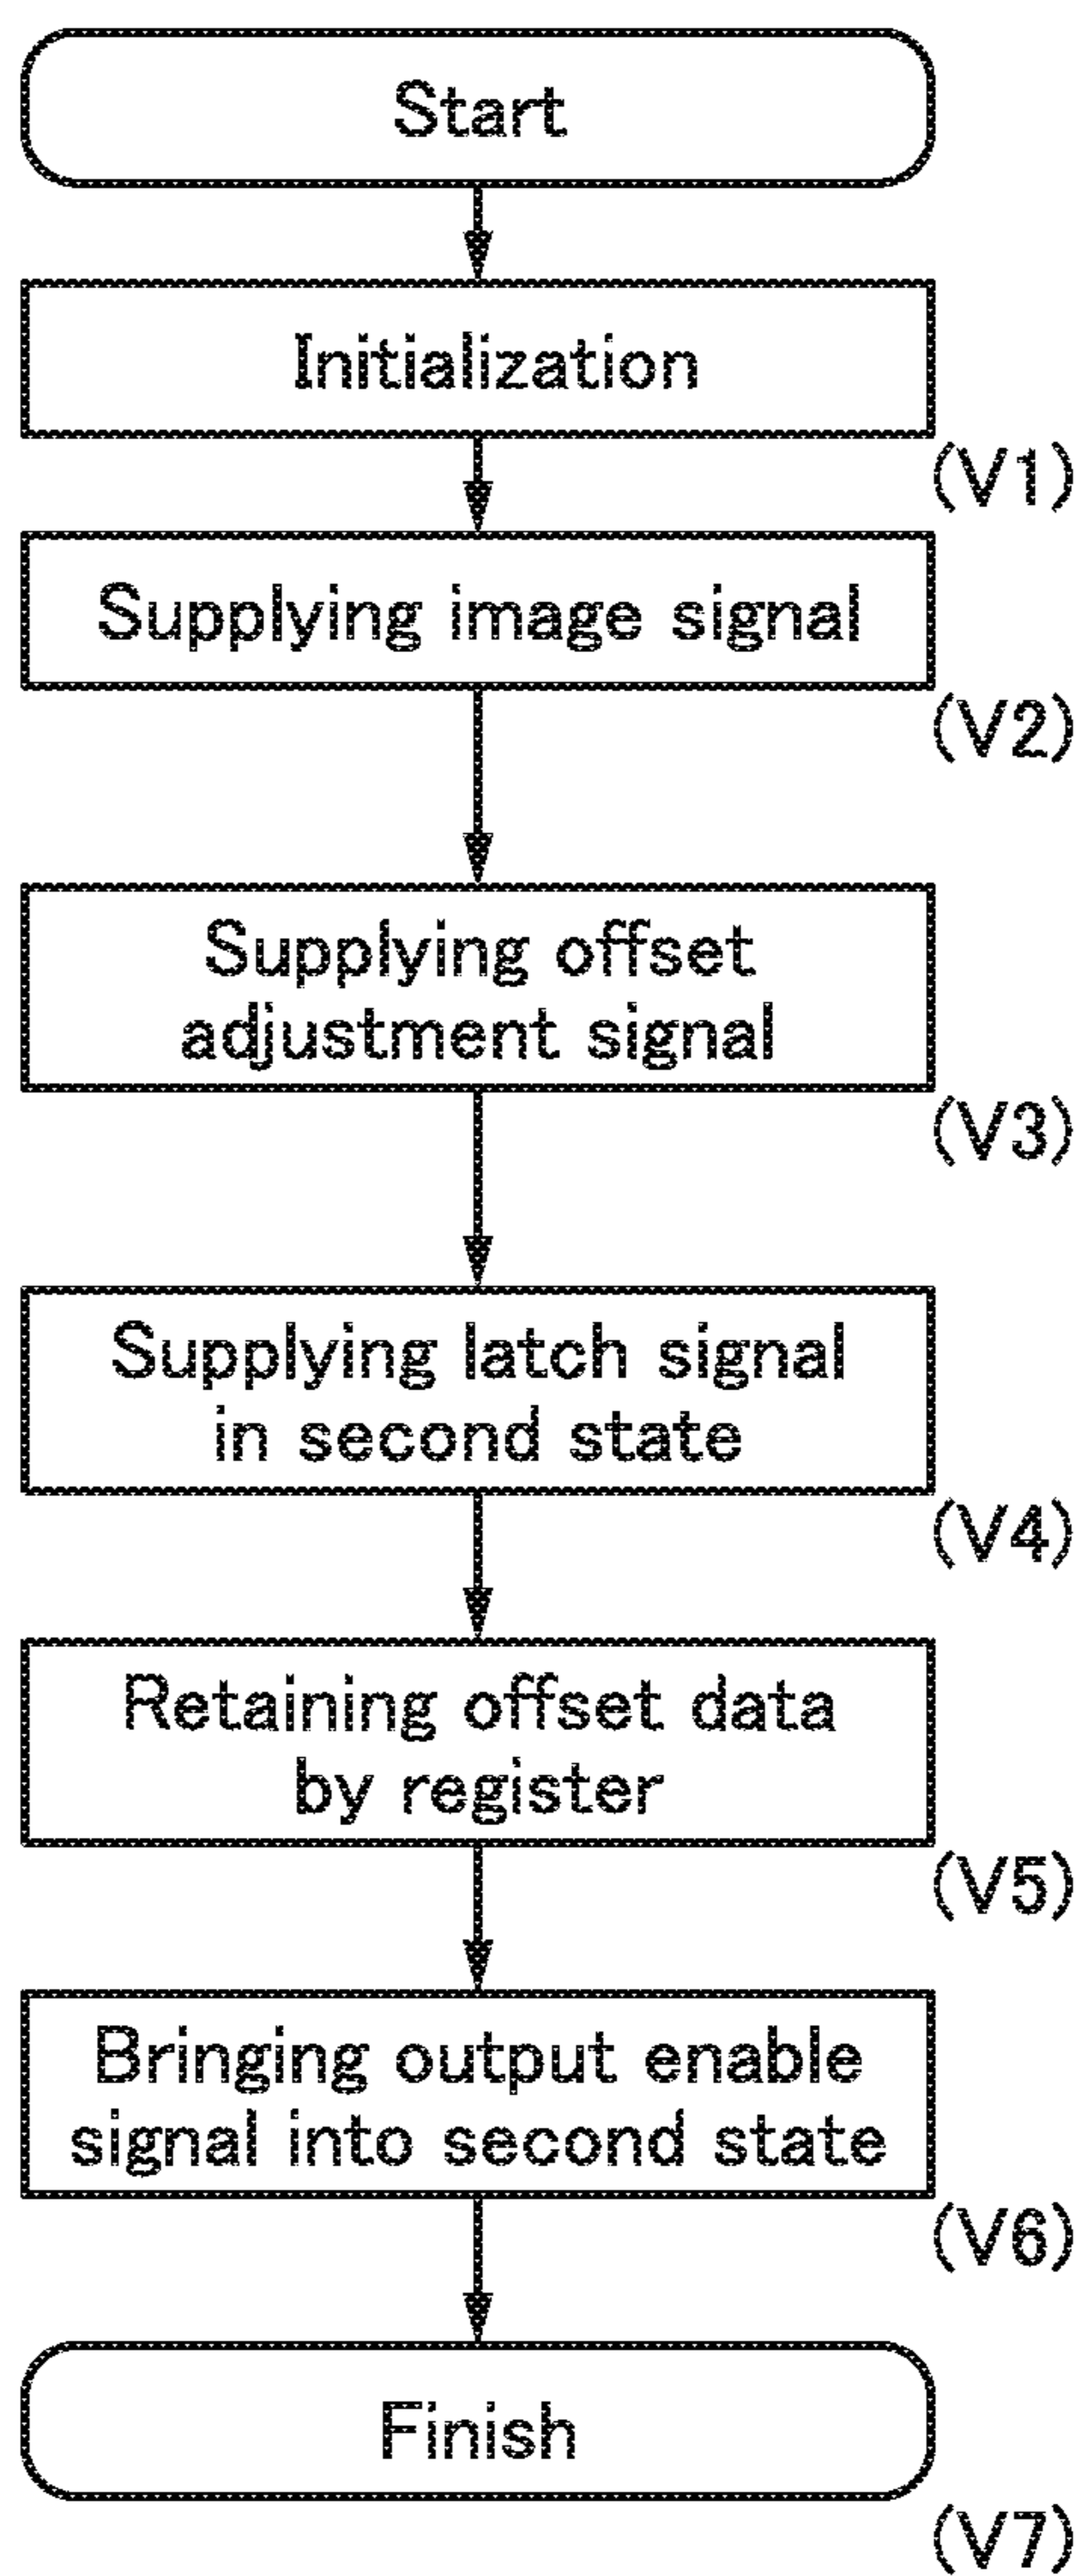 Start
Initialization
(V1)
Supplying image signal
(V2)
Supplying offset
adjustment signal
(V3)
Supplying latch signal
in second state
(V4)
Retaining offset data
by register
(V5)
Bringing output enable
signal into second state
(V6)
Finish
(V7)